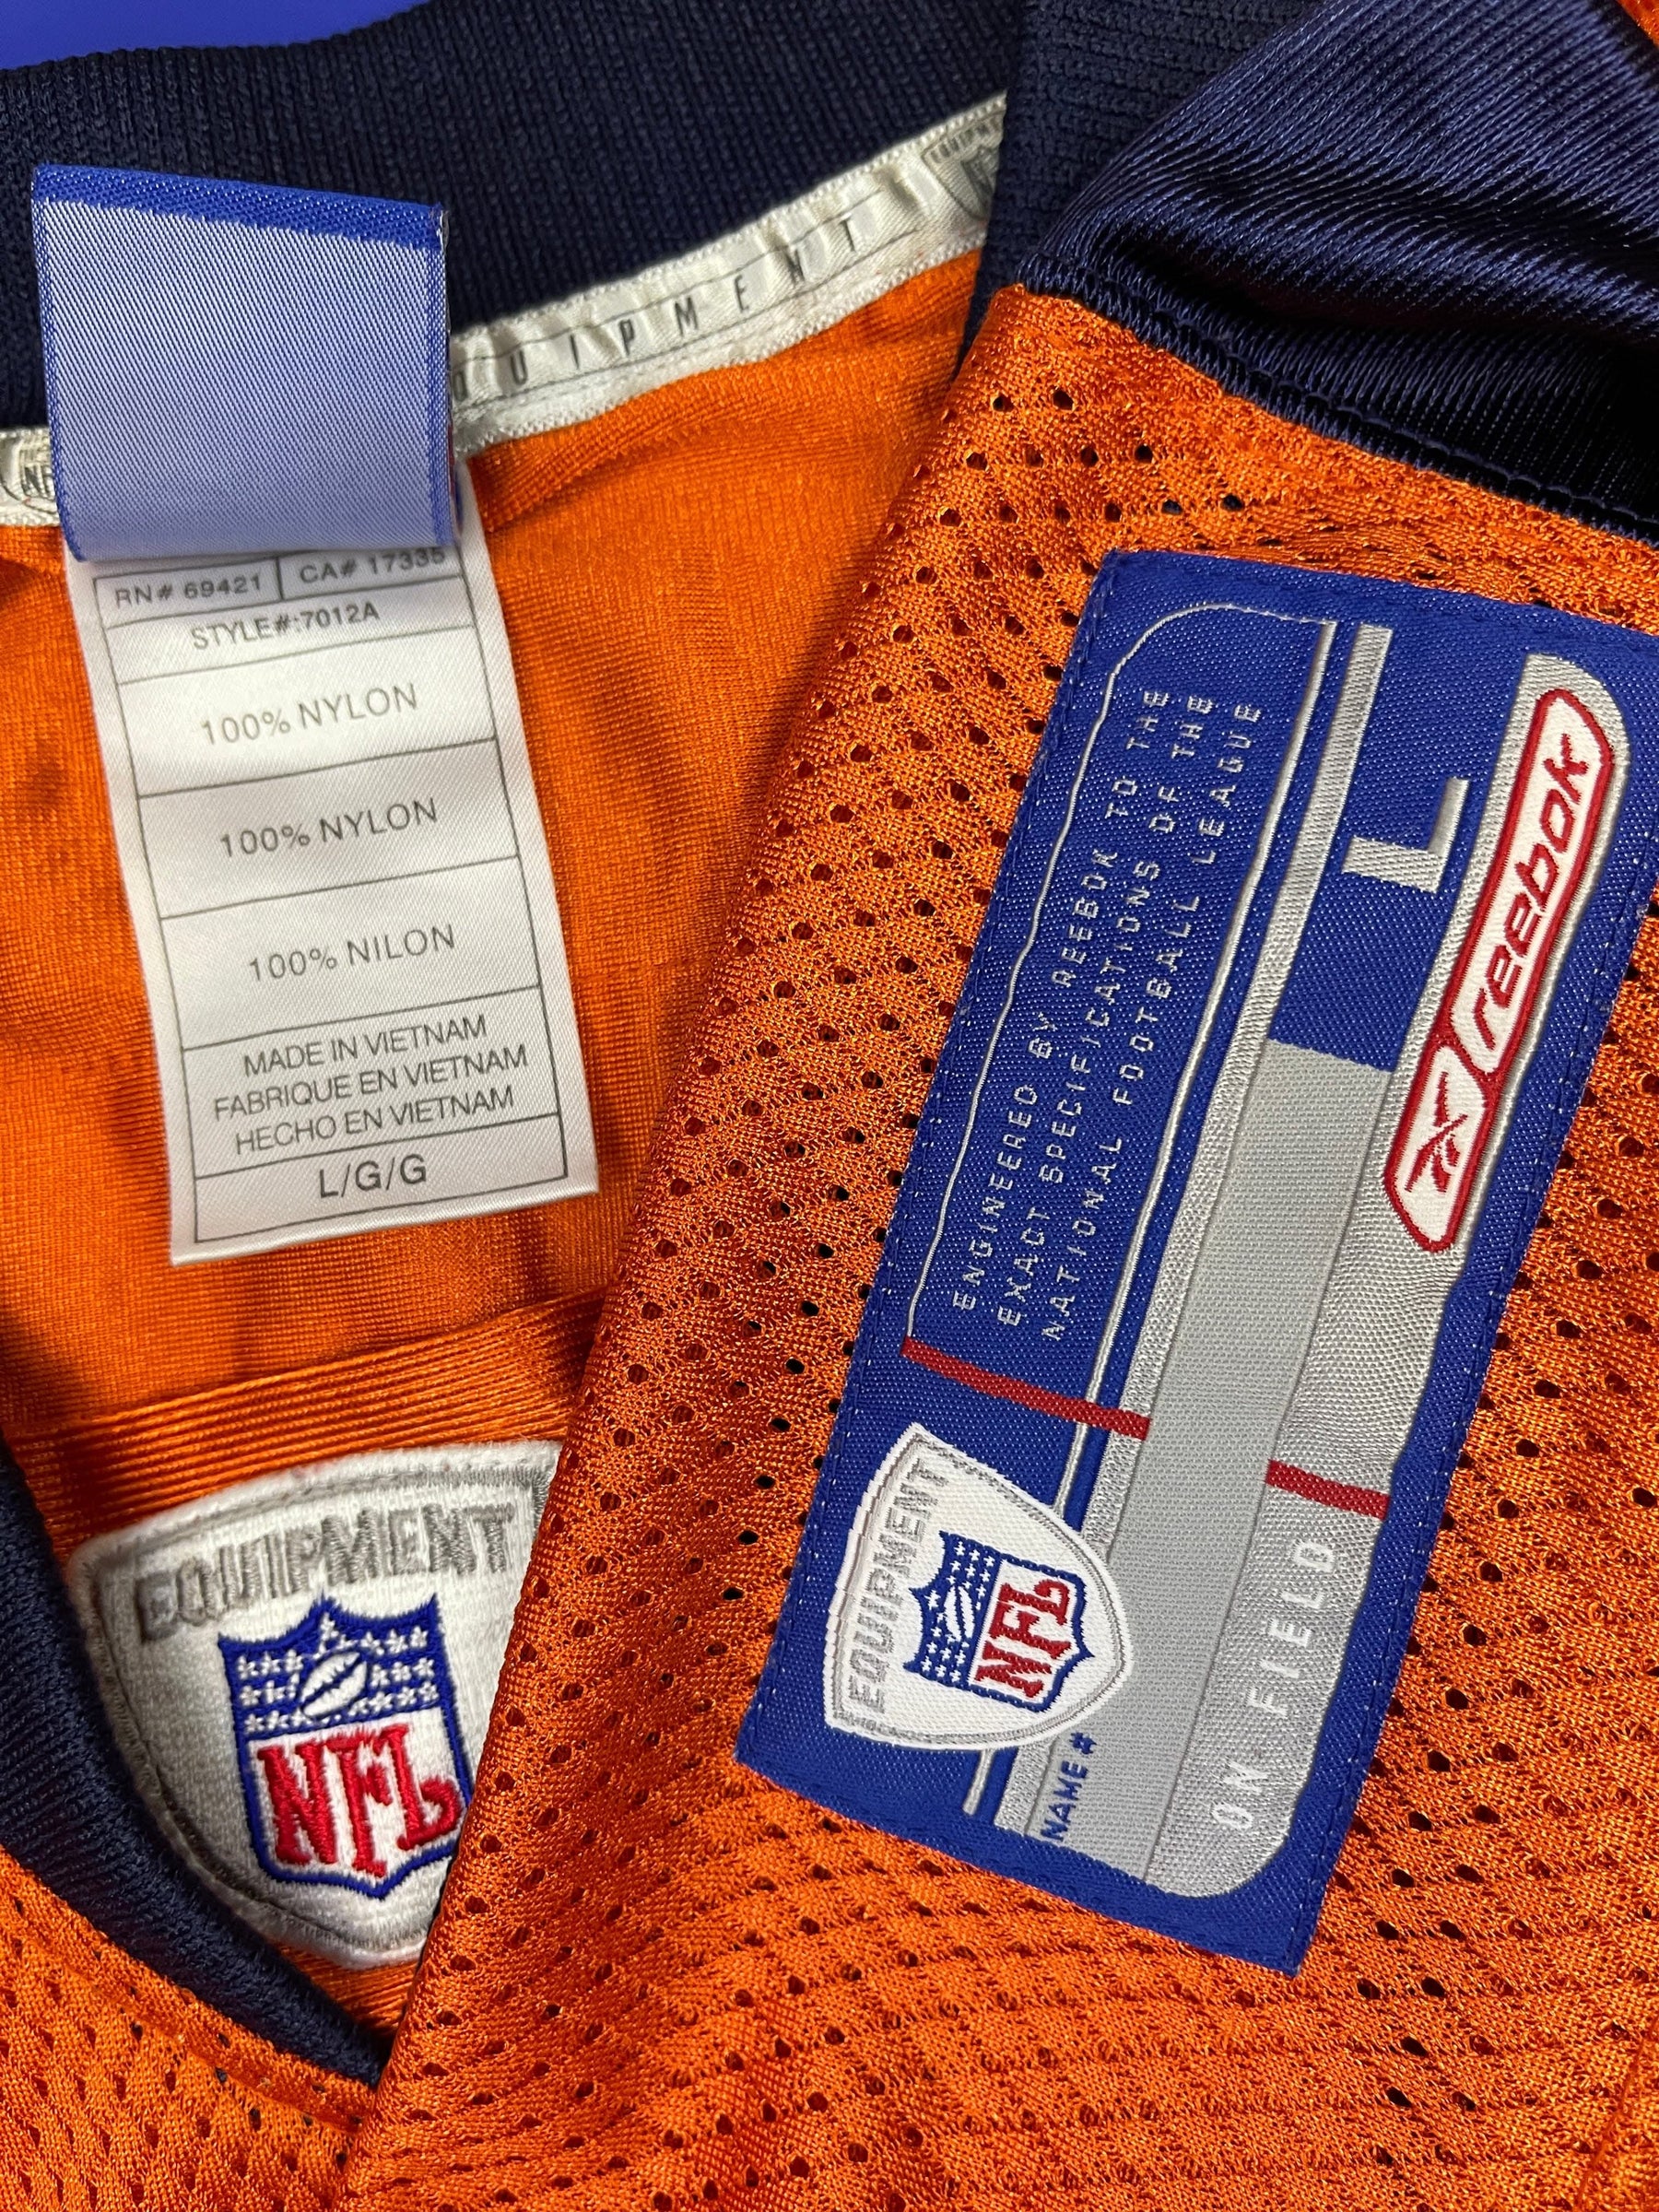 EQUIPMENT
EQUIPMENT
NFL
RN# 69421 CA# 17335
STYLE#:7012A
100% NYLON
100% NYLON
100% NILON
MADE IN VIETNAM
FABRIQUE EN VIETNAM
HECHO EN VIETNAM
L/G/G
EQUIPMENT
NFL
ENGINEERED BY REEBOK TO THE
EXACT SPECIFICATIONS OF THE
NATIONAL FOOTBALL LEAGUE
L
Reebok
EQUIPMENT
NFL
NAME #
ON FIELD